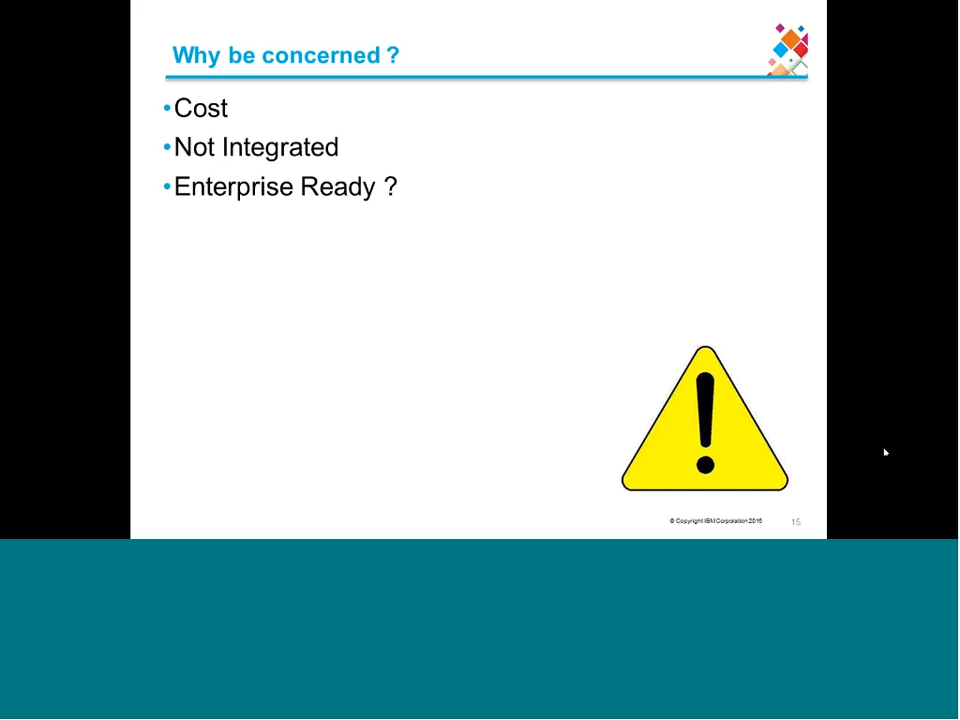 Why be concerned ?
•Cost
•Not Integrated
•Enterprise Ready ?
© Copyright IBM Corporation 2015
15